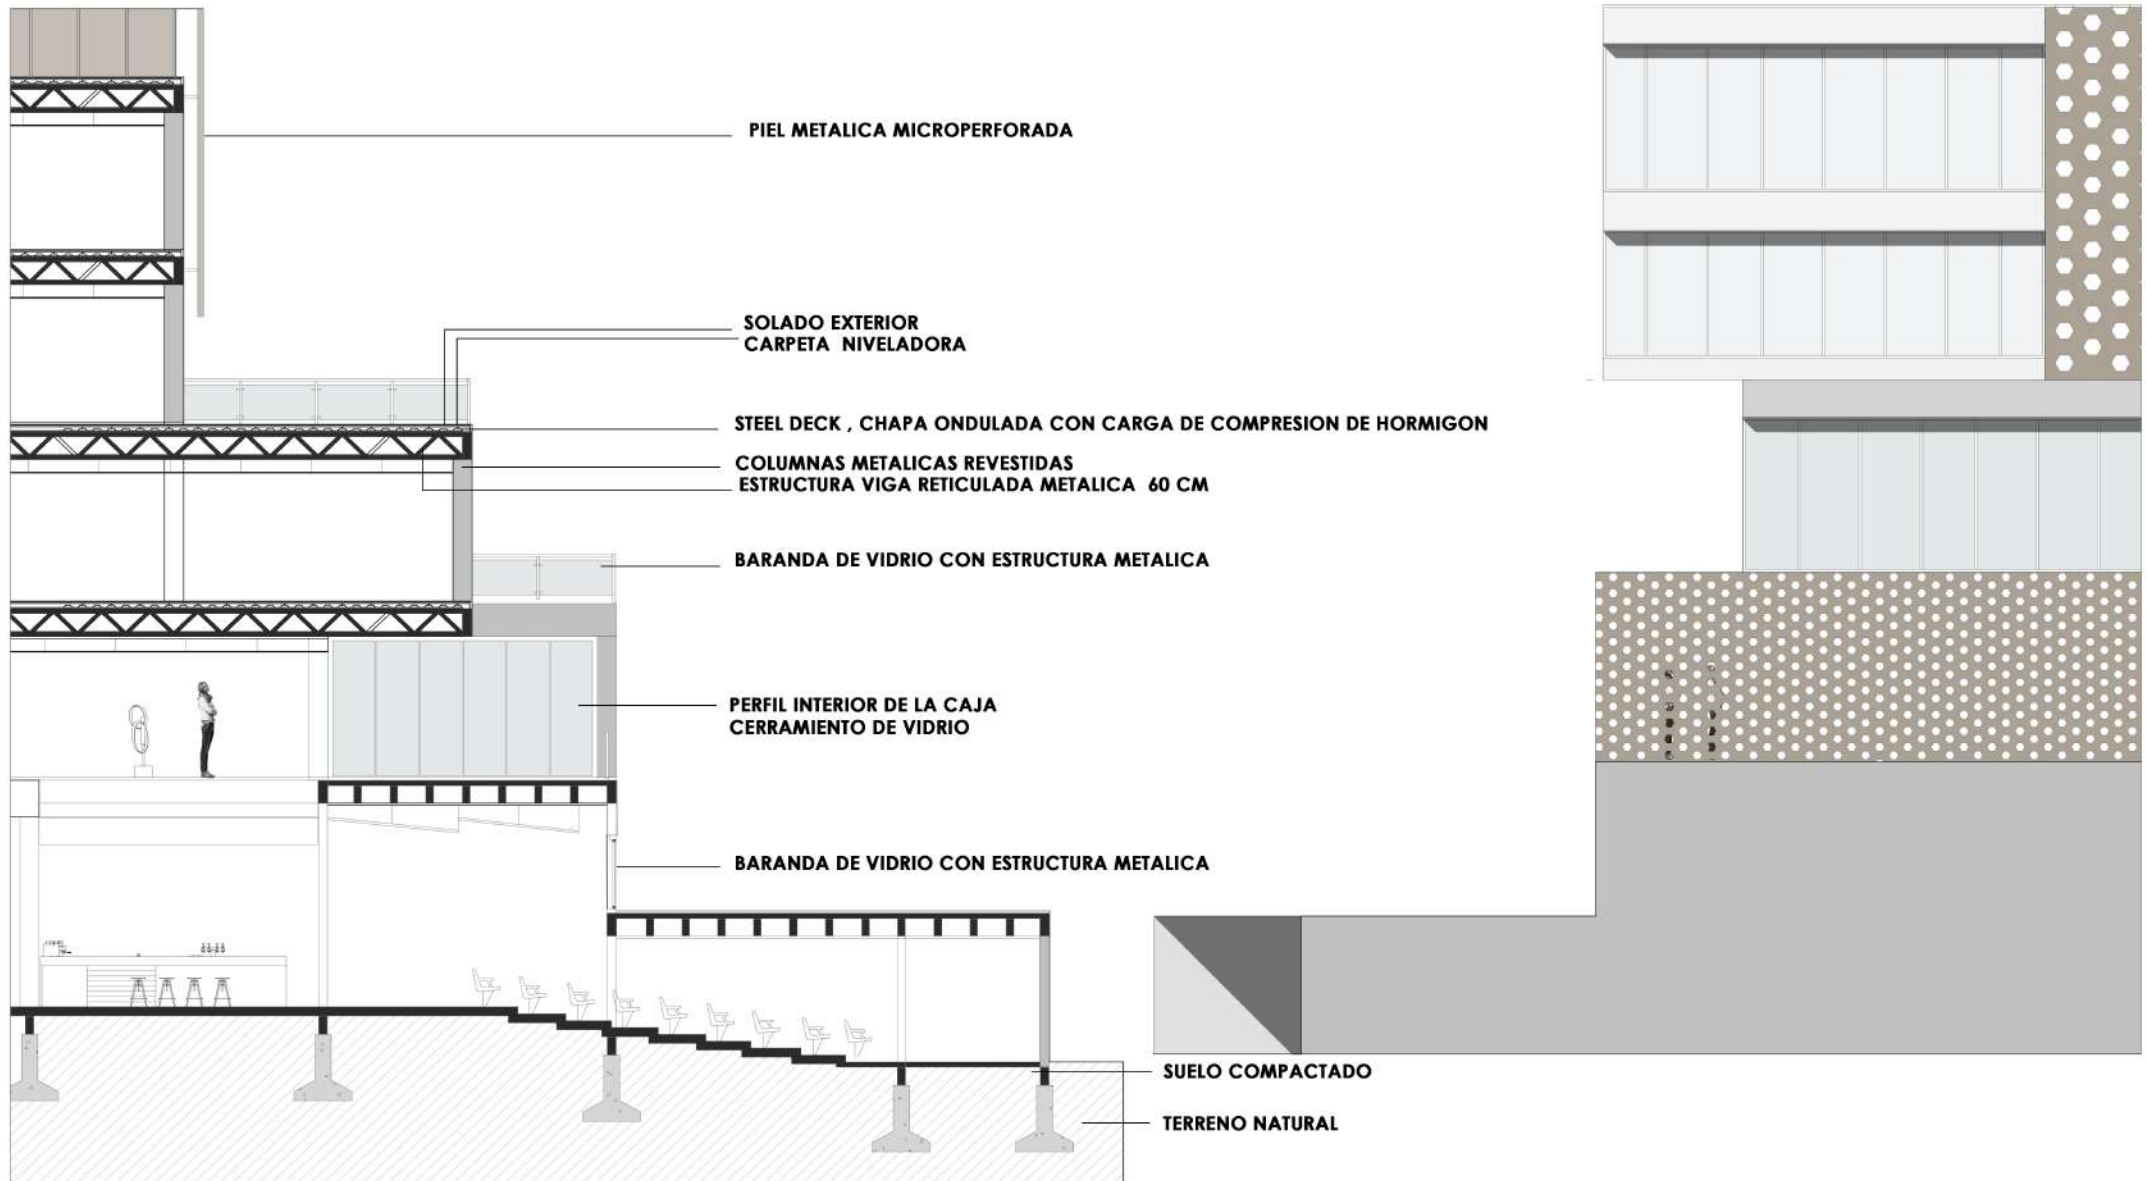 PIEL METALICA MICROPERFORADA
SOLADO EXTERIOR
CARPETA NIVELADORA
STEEL DECK , CHAPA ONDULADA CON CARGA DE COMPRESION DE HORMIGON
COLUMNAS METALICAS REVESTIDAS
ESTRUCTURA VIGA RETICULADA METALICA 60 CM
BARANDA DE VIDRIO CON ESTRUCTURA METALICA
PERFIL INTERIOR DE LA CAJA
CERRAMIENTO DE VIDRIO
BARANDA DE VIDRIO CON ESTRUCTURA METALICA
SUELO COMPACTADO
TERRENO NATURAL